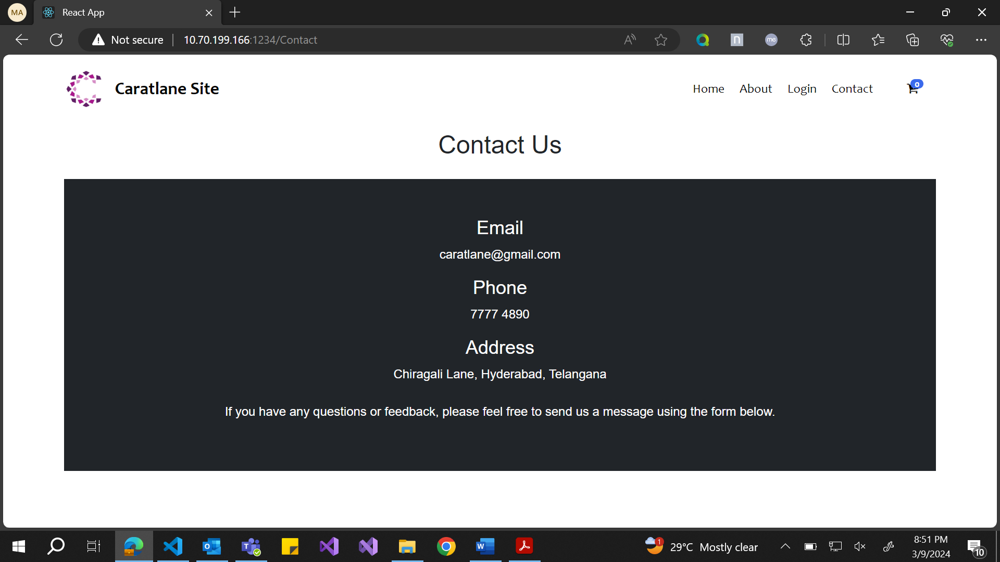 MA
React App
Not secure
10.70.199.166:1234/Contact
n
me
Caratlane Site
Home
About
Login
Contact
0
Contact Us
Email
caratlane@gmail.com
Phone
7777 4890
Address
Chiragali Lane, Hyderabad, Telangana
If you have any questions or feedback, please feel free to send us a message using the form below.
1
29°C Mostly clear
8:51 PM
3/9/2024
10